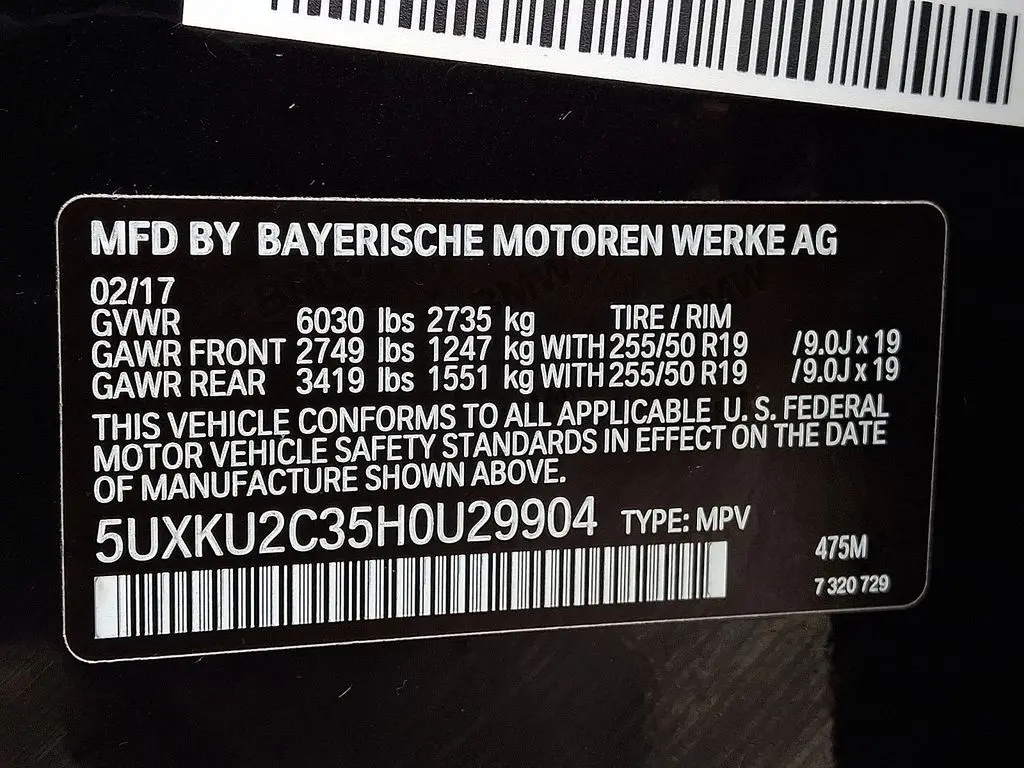 MFD BY BAYERISCHE MOTOREN WERKE AG
02/17
GVWR 6030 lbs 2735 kg TIRE / RIM
GAWR FRONT 2749 lbs 1247 kg WITH 255/50 R19 /9.0J x 19
GAWR REAR 3419 lbs 1551 kg WITH 255/50 R19 /9.0J x 19
THIS VEHICLE CONFORMS TO ALL APPLICABLE U. S. FEDERAL
MOTOR VEHICLE SAFETY STANDARDS IN EFFECT ON THE DATE
OF MANUFACTURE SHOWN ABOVE.
5UXKU2C35H0U29904 TYPE: MPV
475M
7 320 729